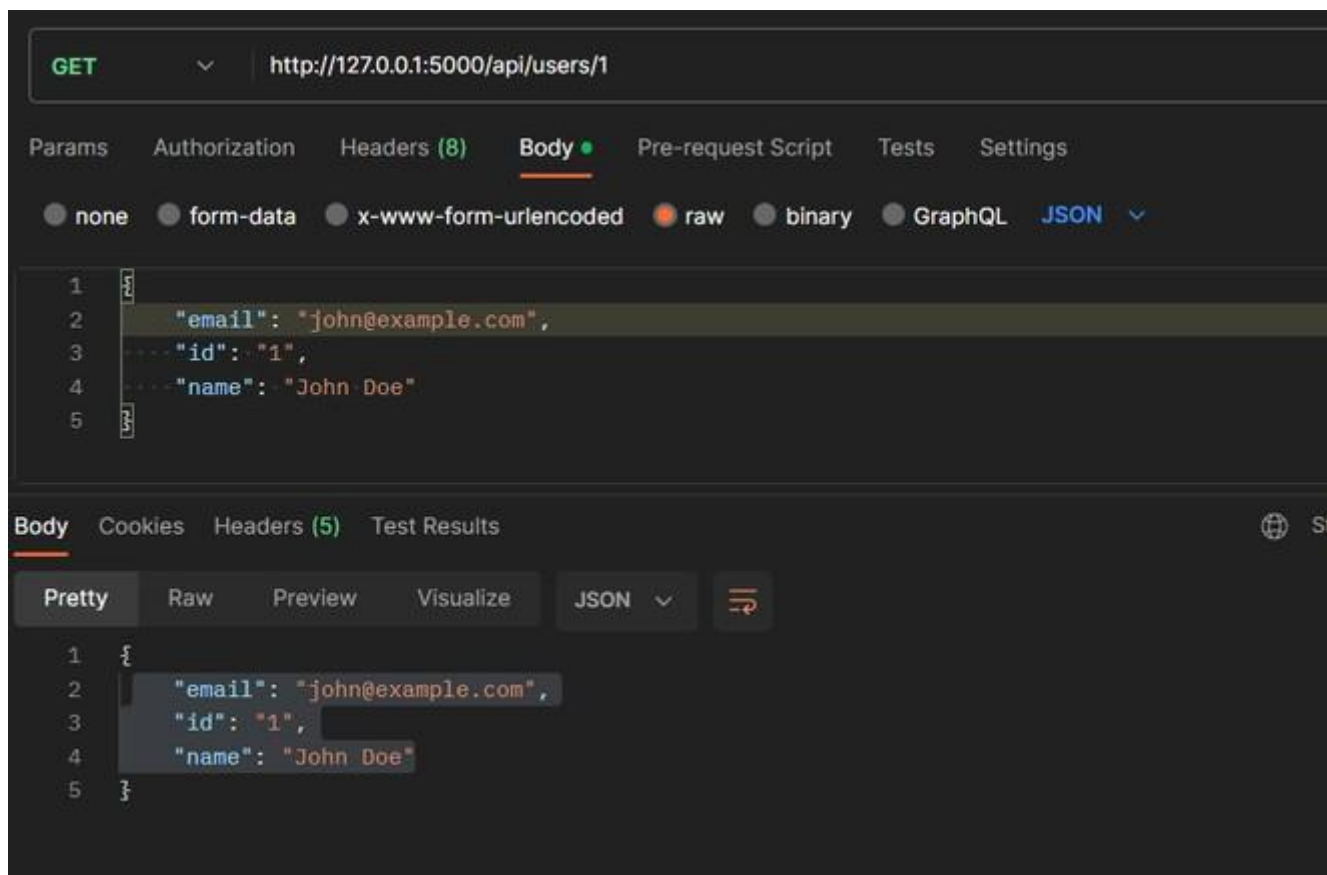 GET http://127.0.0.1:5000/api/users/1
Params Authorization Headers (8) Body Pre-request Script Tests Settings
none form-data x-www-form-urlencoded raw binary GraphQL JSON
1 {
2 "email": "john@example.com",
3 "id": "1",
4 "name": "John Doe"
5 }
Body Cookies Headers (5) Test Results
Pretty Raw Preview Visualize JSON
1 {
2 "email": "john@example.com",
3 "id": "1",
4 "name": "John Doe"
5 }